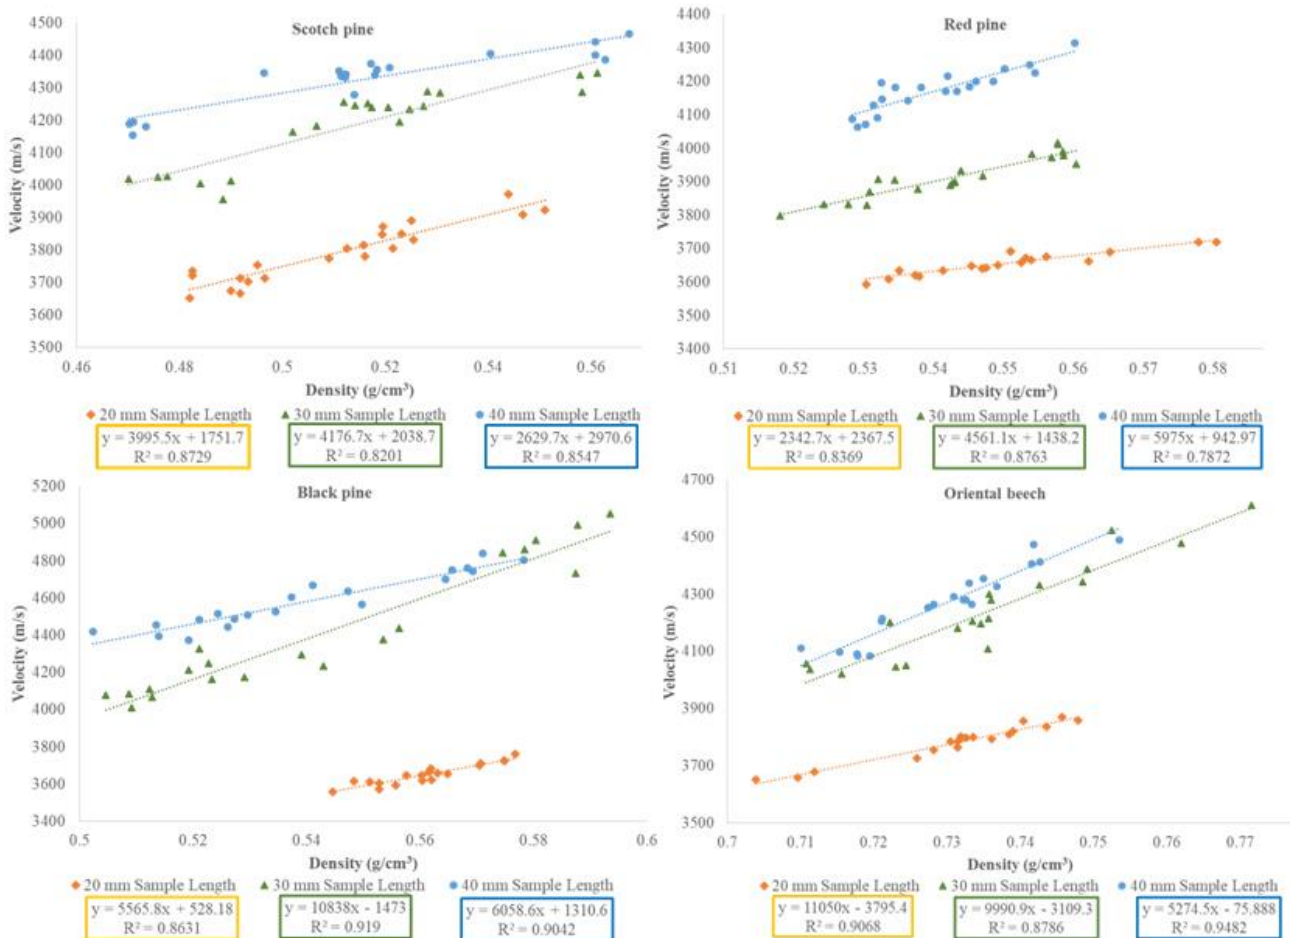 Scotch pine
4500
4400
4300
4200
4100
4000
3900
3800
3700
3600
3500
Velocity (m/s)
0.46 0.48 0.5 0.52 0.54 0.56
Density (g/cm³)
20 mm Sample Length 30 mm Sample Length 40 mm Sample Length
y = 3995.5x + 1751.7 y = 4176.7x + 2038.7 y = 2629.7x + 2970.6
R² = 0.8729 R² = 0.8201 R² = 0.8547
Red pine
4400
4300
4200
4100
4000
3900
3800
3700
3600
3500
3400
Velocity (m/s)
0.51 0.52 0.53 0.54 0.55 0.56 0.57 0.58
Density (g/cm³)
20 mm Sample Length 30 mm Sample Length 40 mm Sample Length
y = 2342.7x + 2367.5 y = 4561.1x + 1438.2 y = 5975x + 942.97
R² = 0.8369 R² = 0.8763 R² = 0.7872
Black pine
5200
5000
4800
4600
4400
4200
4000
3800
3600
3400
Velocity (m/s)
0.5 0.52 0.54 0.56 0.58 0.6
Density (g/cm³)
20 mm Sample Length 30 mm Sample Length 40 mm Sample Length
y = 5565.8x + 528.18 y = 10838x - 1473 y = 6058.6x + 1310.6
R² = 0.8631 R² = 0.919 R² = 0.9042
Oriental beech
4700
4500
4300
4100
3900
3700
3500
Velocity (m/s)
0.7 0.71 0.72 0.73 0.74 0.75 0.76 0.77
Density (g/cm³)
20 mm Sample Length 30 mm Sample Length 40 mm Sample Length
y = 11050x - 3795.4 y = 9990.9x - 3109.3 y = 5274.5x - 75.888
R² = 0.9068 R² = 0.8786 R² = 0.9482